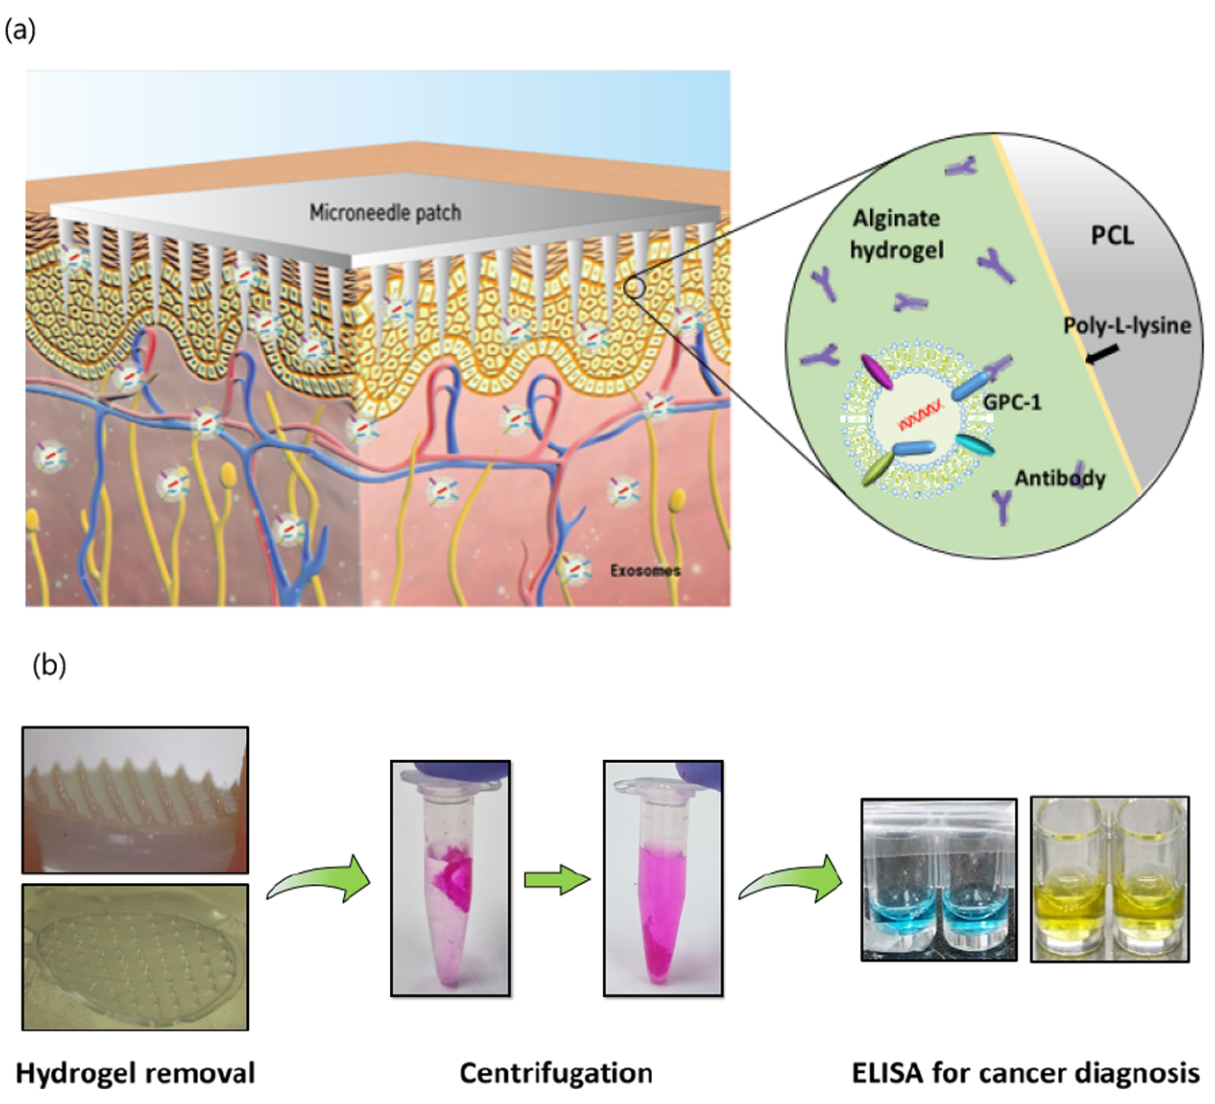 (a)
Microneedle patch
Alginate
hydrogel
PCL
Poly-L-lysine
GPC-1
Antibody
Exosomes
(b)
Hydrogel removal
Centrifugation
ELISA for cancer diagnosis